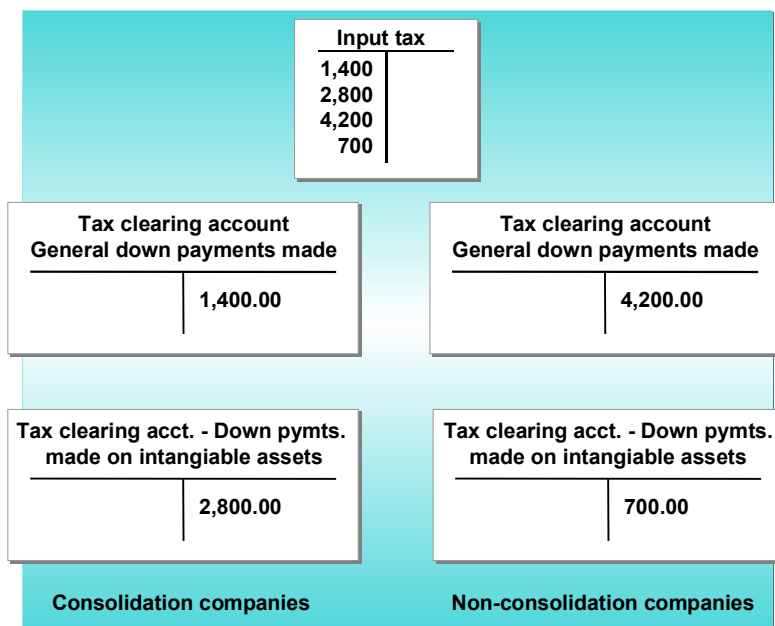 Input tax
1,400
2,800
4,200
700
Tax clearing account
General down payments made
1,400.00
Tax clearing account
General down payments made
4,200.00
Tax clearing acct. - Down pymts.
made on intangiable assets
2,800.00
Tax clearing acct. - Down pymts.
made on intangiable assets
700.00
Consolidation companies
Non-consolidation companies